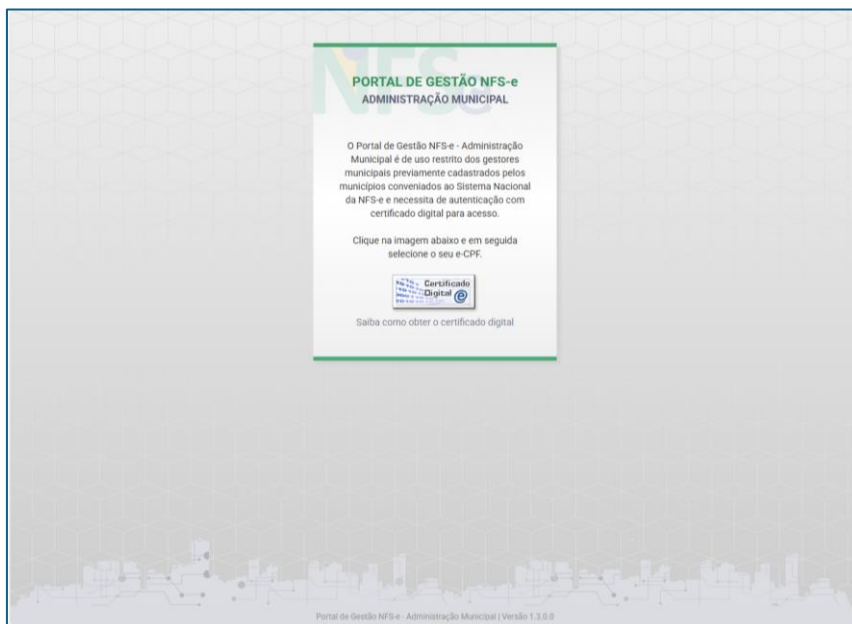 NFSe
PORTAL DE GESTÃO NFS-e
ADMINISTRAÇÃO MUNICIPAL
O Portal de Gestão NFS-e - Administração
Municipal é de uso restrito dos gestores
municipais previamente cadastrados pelos
municípios conveniados ao Sistema Nacional
da NFS-e e necessita de autenticação com
certificado digital para acesso.
Clique na imagem abaixo e em seguida
selecione o seu e-CPF.
Certificado
Digital e
Saiba como obter o certificado digital
Portal de Gestão NFS-e - Administração Municipal | Versão 1.3.0.0